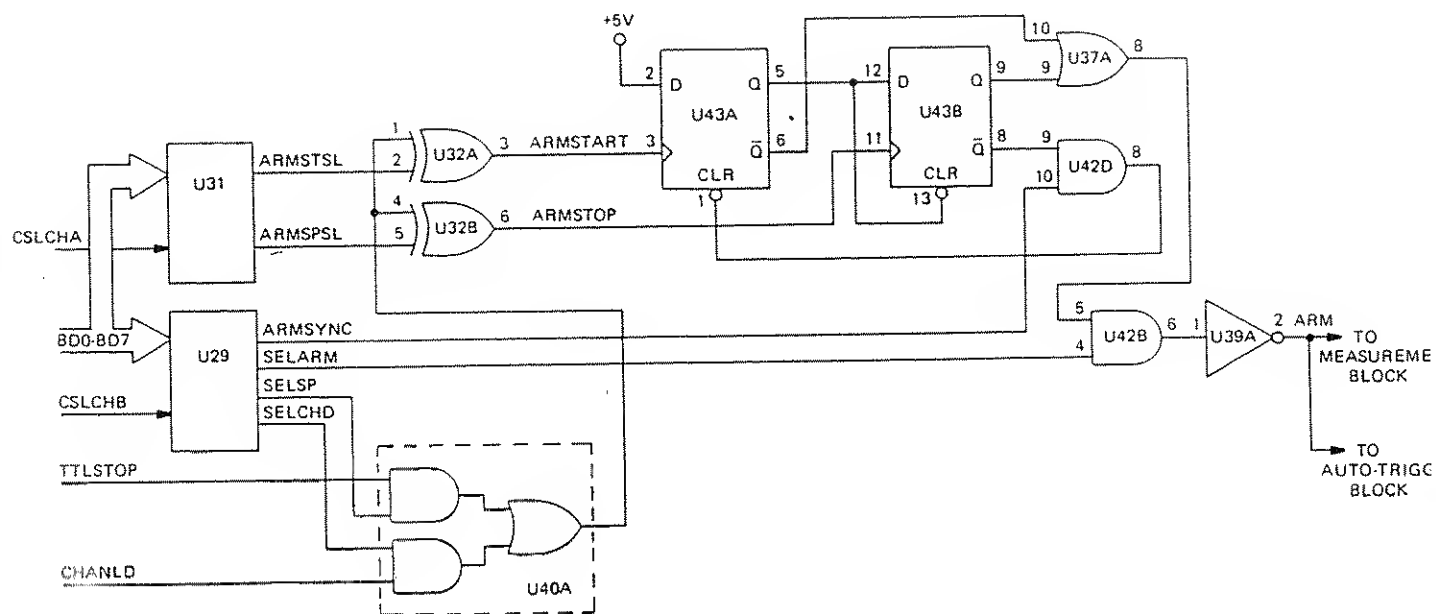 +5V
10
8
U37A
9
2
D
Q
5
12
D
Q
9
U43A
U43B
1
U32A
3
ARMSTART
3
Q̅
6
11
Q̅
8
9
U42D
8
ARMSTSL
2
CLR
CLR
10
U31
1
13
4
U32B
6
ARMSTOP
CSLCHA
ARMSPSL
5
BD0-BD7
U29
ARMSYNC
SELARM
5
U42B
6
1
U39A
2
ARM
TO
MEASUREME
BLOCK
4
SELSP
CSLCHB
SELCHD
TTLSTOP
TO
AUTO-TRIGG
BLOCK
CHANLD
U40A